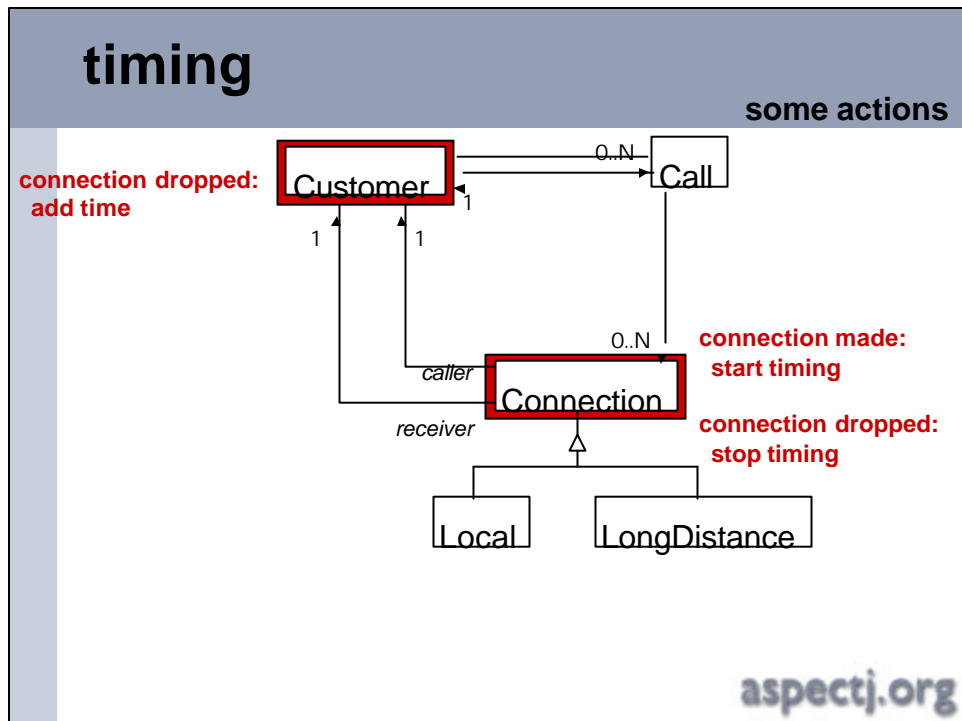 timing
some actions
connection dropped:
add time
Customer
0..N
Call
1
1
1
0..N
connection made:
start timing
caller
Connection
receiver
connection dropped:
stop timing
Local
LongDistance
aspectj.org